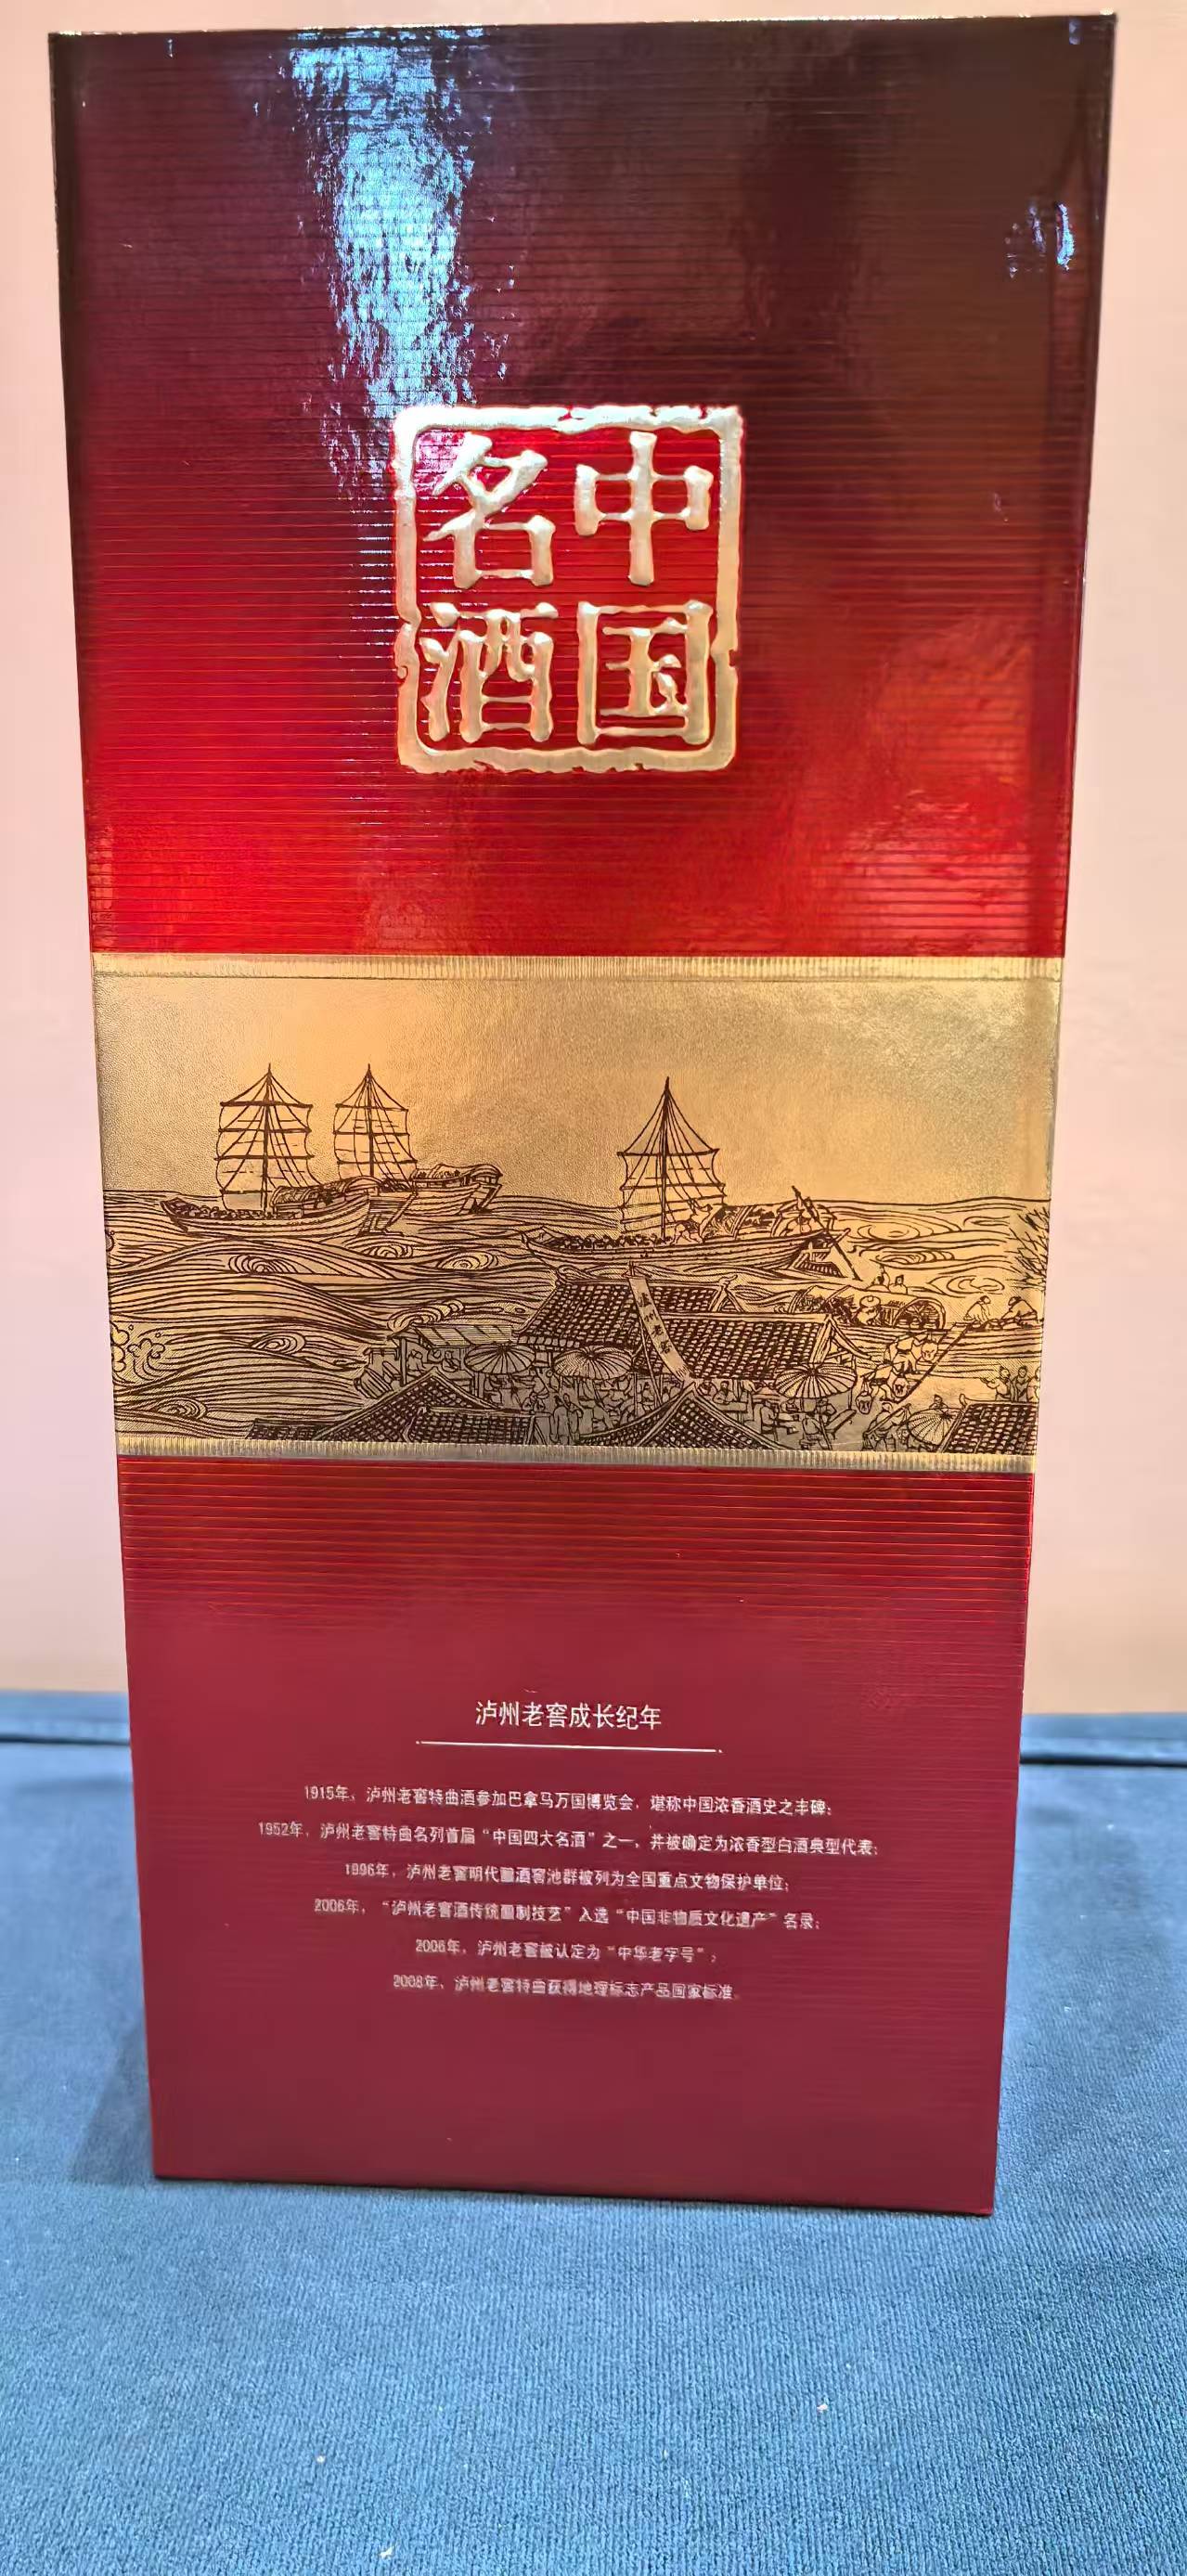 中国
名酒
泸州老窖成长纪年
1915年，泸州老窖特曲酒参加巴拿马万国博览会，堪称中国浓香酒史之丰碑；
1952年，泸州老窖特曲名列首届“中国四大名酒”之一，并被确定为浓香型白酒典型代表；
1996年，泸州老窖明代酿酒窖池群被列为全国重点文物保护单位；
2006年，“泸州老窖酒传统酿制技艺”入选“中国非物质文化遗产”名录；
2006年，泸州老窖被认定为“中华老字号”；
2008年，泸州老窖特曲获得地理标志产品国家标准。